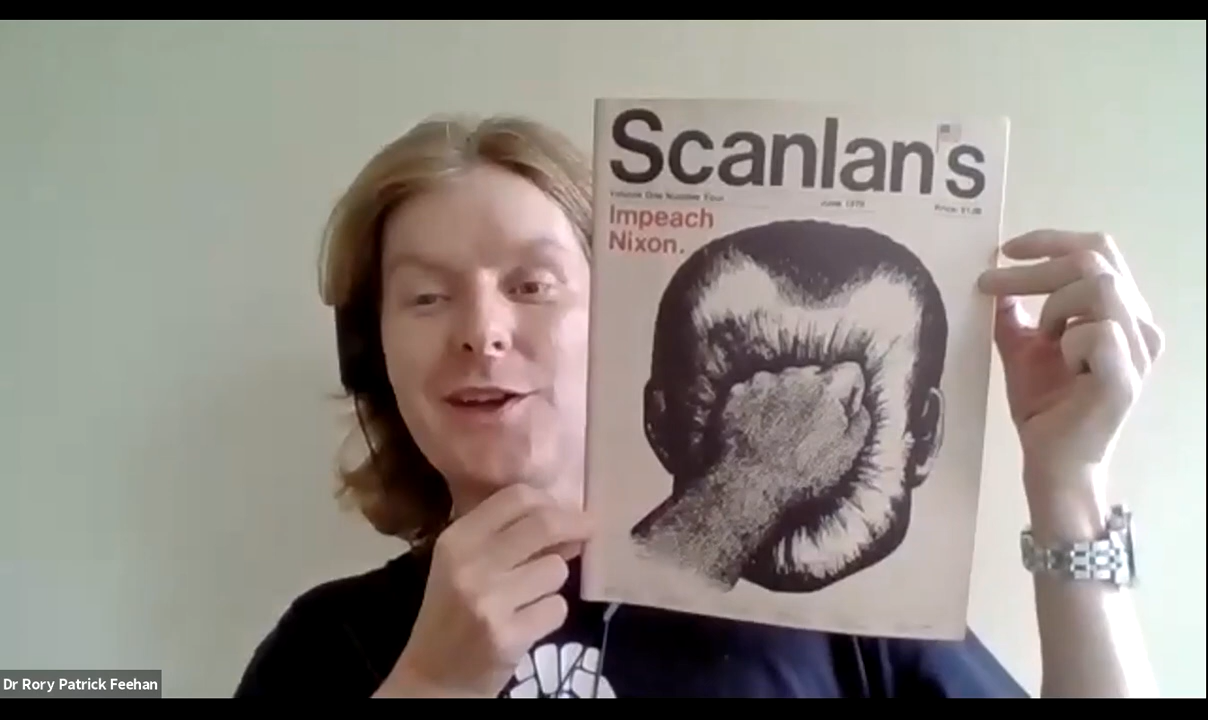 Scanlan's
Volume One Number Four June 1970 Price: $1.00
Impeach
Nixon.
Dr Rory Patrick Feehan